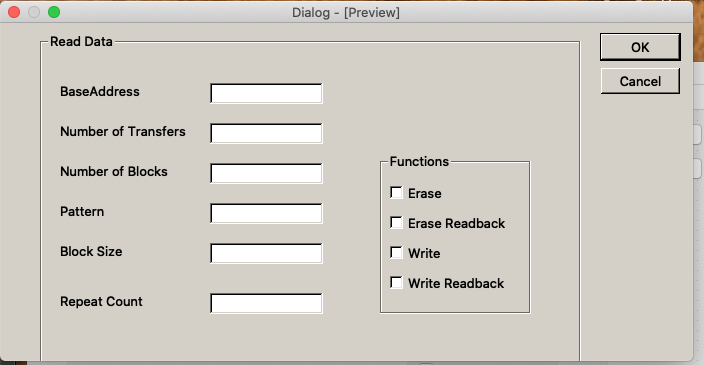 Dialog - [Preview]
Read Data
OK
Cancel
BaseAddress
Number of Transfers
Number of Blocks
Pattern
Block Size
Repeat Count
Functions
Erase
Erase Readback
Write
Write Readback